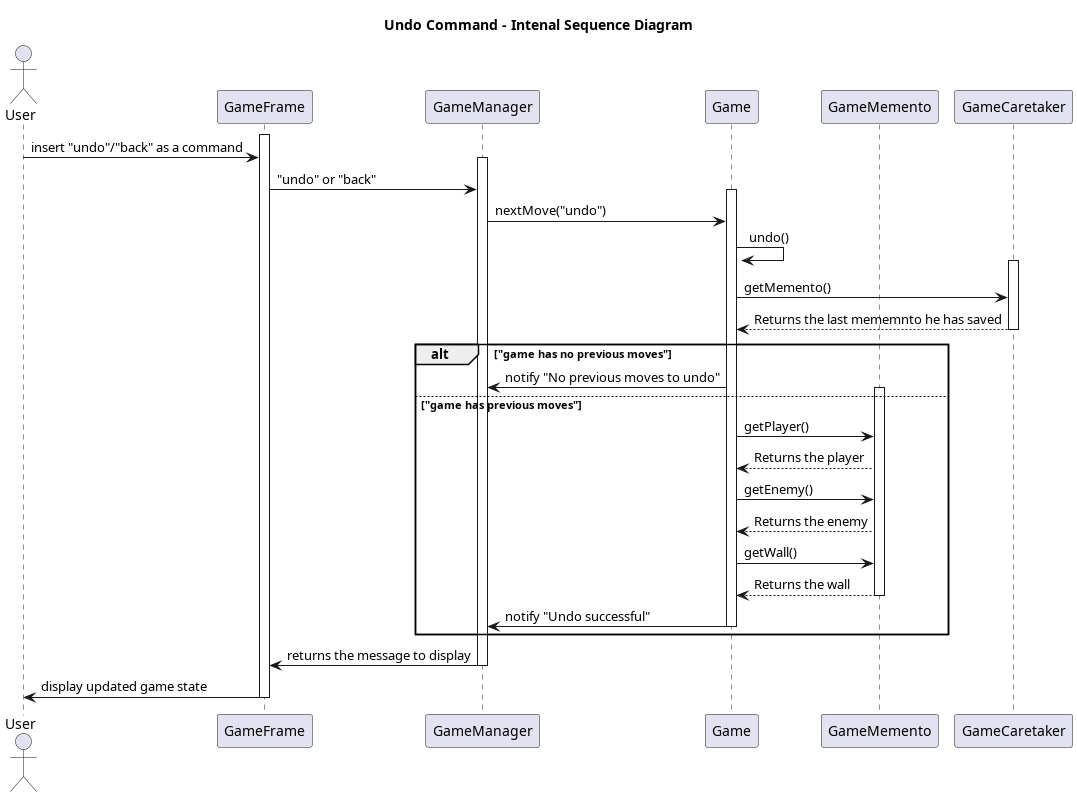 Undo Command - Intenal Sequence Diagram
User
GameFrame
GameManager
Game
GameMemento
GameCaretaker
insert "undo"/"back" as a command
"undo" or "back"
nextMove("undo")
undo()
getMemento()
Returns the last mememnto he has saved
alt
["game has no previous moves"]
notify "No previous moves to undo"
["game has previous moves"]
getPlayer()
Returns the player
getEnemy()
Returns the enemy
getWall()
Returns the wall
notify "Undo successful"
returns the message to display
display updated game state
User
GameFrame
GameManager
Game
GameMemento
GameCaretaker